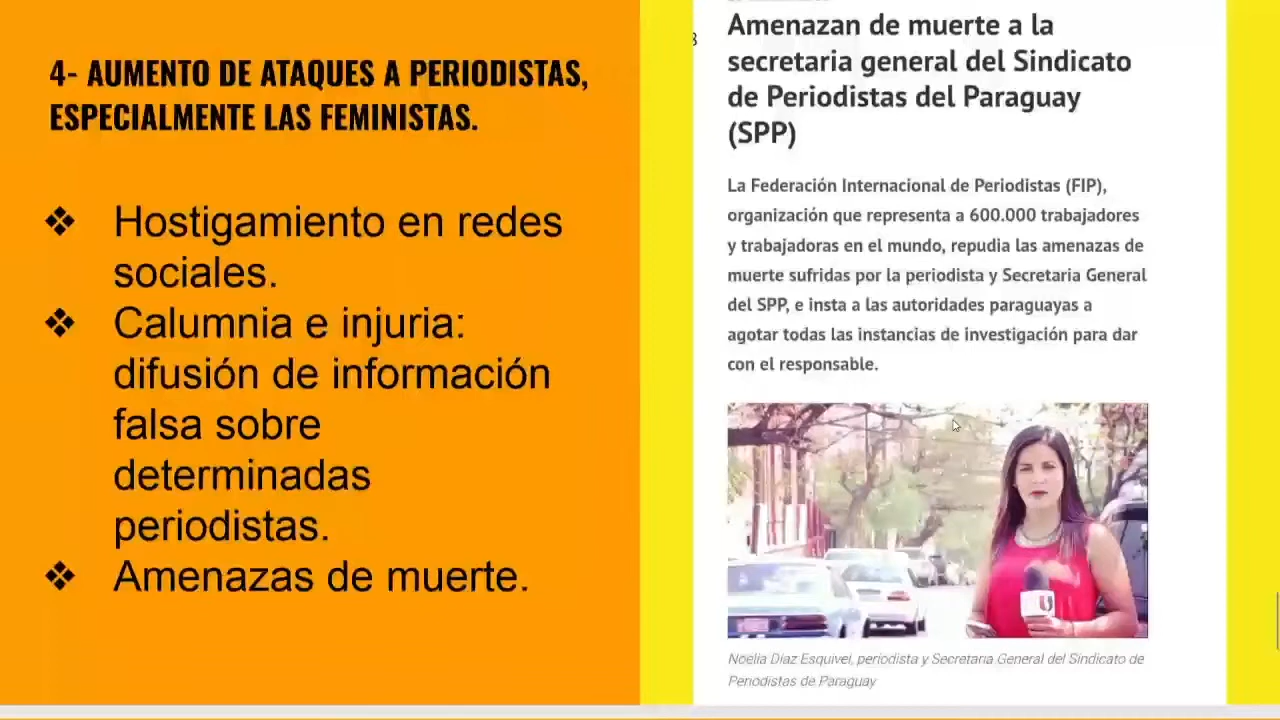 4- AUMENTO DE ATAQUES A PERIODISTAS,
ESPECIALMENTE LAS FEMINISTAS.
❖ Hostigamiento en redes
sociales.
❖ Calumnia e injuria:
difusión de información
falsa sobre
determinadas
periodistas.
❖ Amenazas de muerte.
Amenazan de muerte a la
secretaria general del Sindicato
de Periodistas del Paraguay
(SPP)
La Federación Internacional de Periodistas (FIP),
organización que representa a 600.000 trabajadores
y trabajadoras en el mundo, repudia las amenazas de
muerte sufridas por la periodista y Secretaria General
del SPP, e insta a las autoridades paraguayas a
agotar todas las instancias de investigación para dar
con el responsable.
U
Noelia Díaz Esquivel, periodista y Secretaria General del Sindicato de
Periodistas de Paraguay